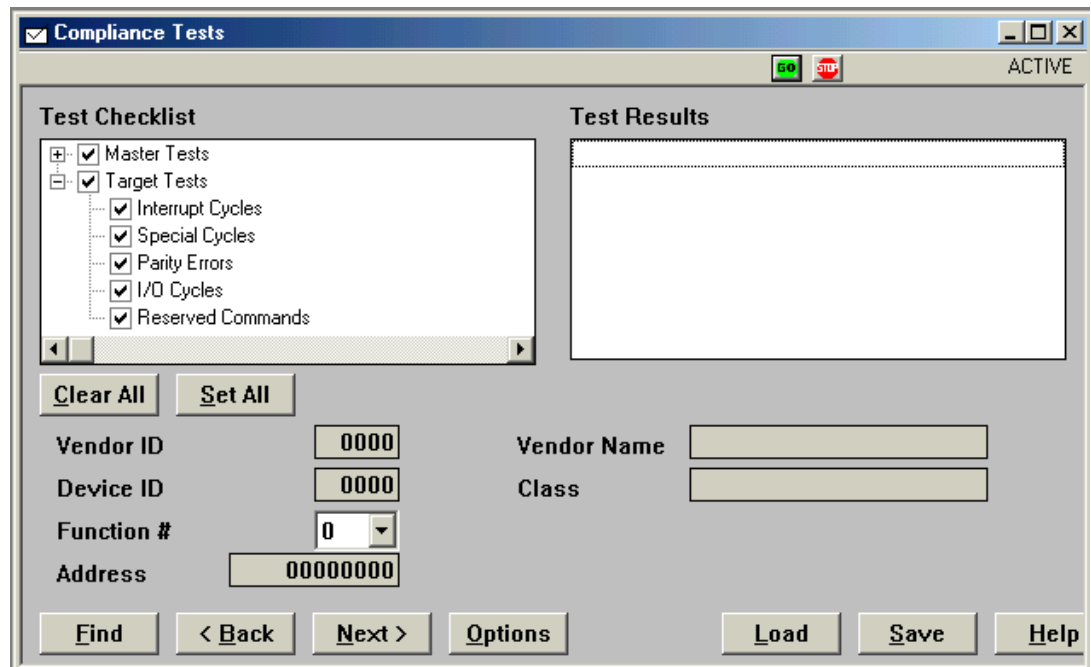 Compliance Tests
GO STOP ACTIVE
Test Checklist
Master Tests
Target Tests
Interrupt Cycles
Special Cycles
Parity Errors
I/O Cycles
Reserved Commands
Test Results
Clear All Set All
Vendor ID 0000
Device ID 0000
Function # 0
Address 00000000
Vendor Name
Class
Find < Back Next > Options Load Save Help